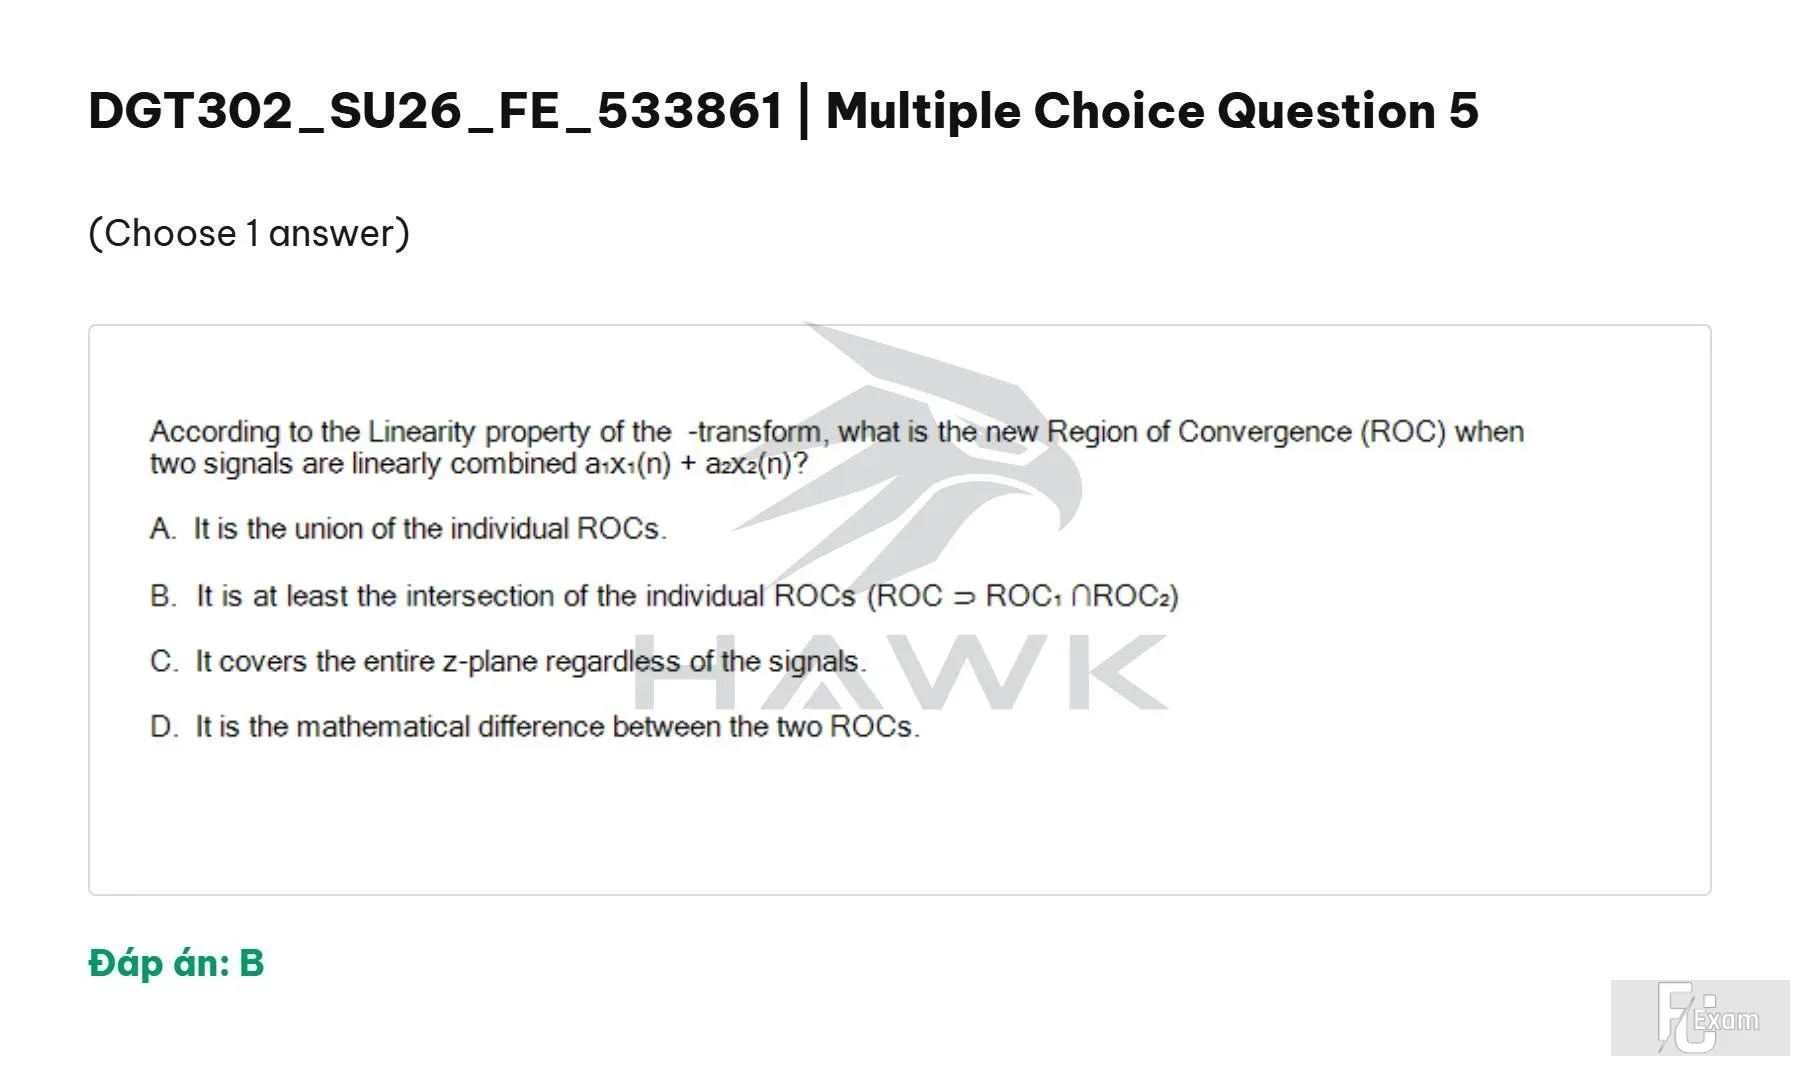 DGT302_SU26_FE_533861 | Multiple Choice Question 5
(Choose 1 answer)
According to the Linearity property of the -transform, what is the new Region of Convergence (ROC) when
two signals are linearly combined a₁x₁(n) + a₂x₂(n)?
A. It is the union of the individual ROCs.
B. It is at least the intersection of the individual ROCs (ROC ⊃ ROC₁ ∩ROC₂)
C. It covers the entire z-plane regardless of the signals.
HAWK
D. It is the mathematical difference between the two ROCs.
Đáp án: B
FC Exam